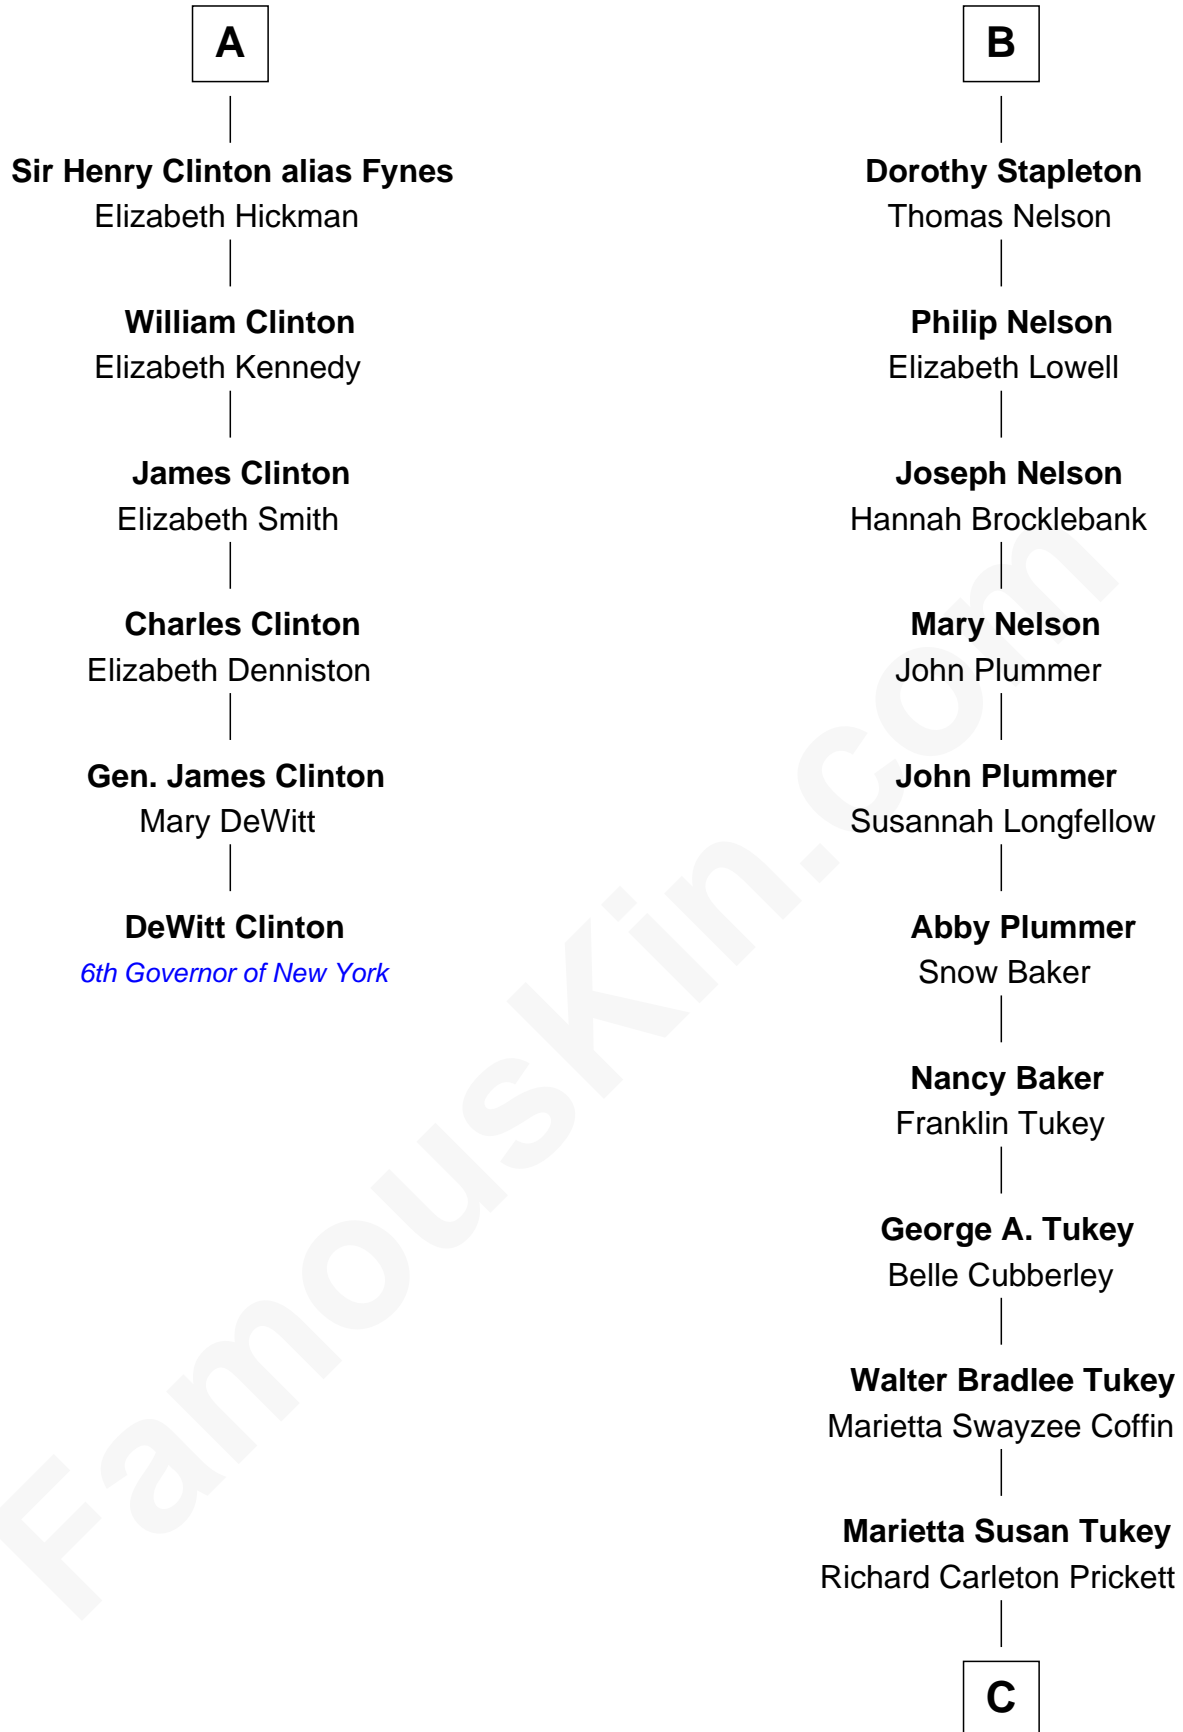 A
Sir Henry Clinton alias Fynes
Elizabeth Hickman
William Clinton
Elizabeth Kennedy
James Clinton
Elizabeth Smith
Charles Clinton
Elizabeth Denniston
Gen. James Clinton
Mary DeWitt
DeWitt Clinton
6th Governor of New York
B
Dorothy Stapleton
Thomas Nelson
Philip Nelson
Elizabeth Lowell
Joseph Nelson
Hannah Brocklebank
Mary Nelson
John Plummer
John Plummer
Susannah Longfellow
Abby Plummer
Snow Baker
Nancy Baker
Franklin Tukey
George A. Tukey
Belle Cubberley
Walter Bradlee Tukey
Marietta Swayzee Coffin
Marietta Susan Tukey
Richard Carleton Prickett
C
FamousKin.com